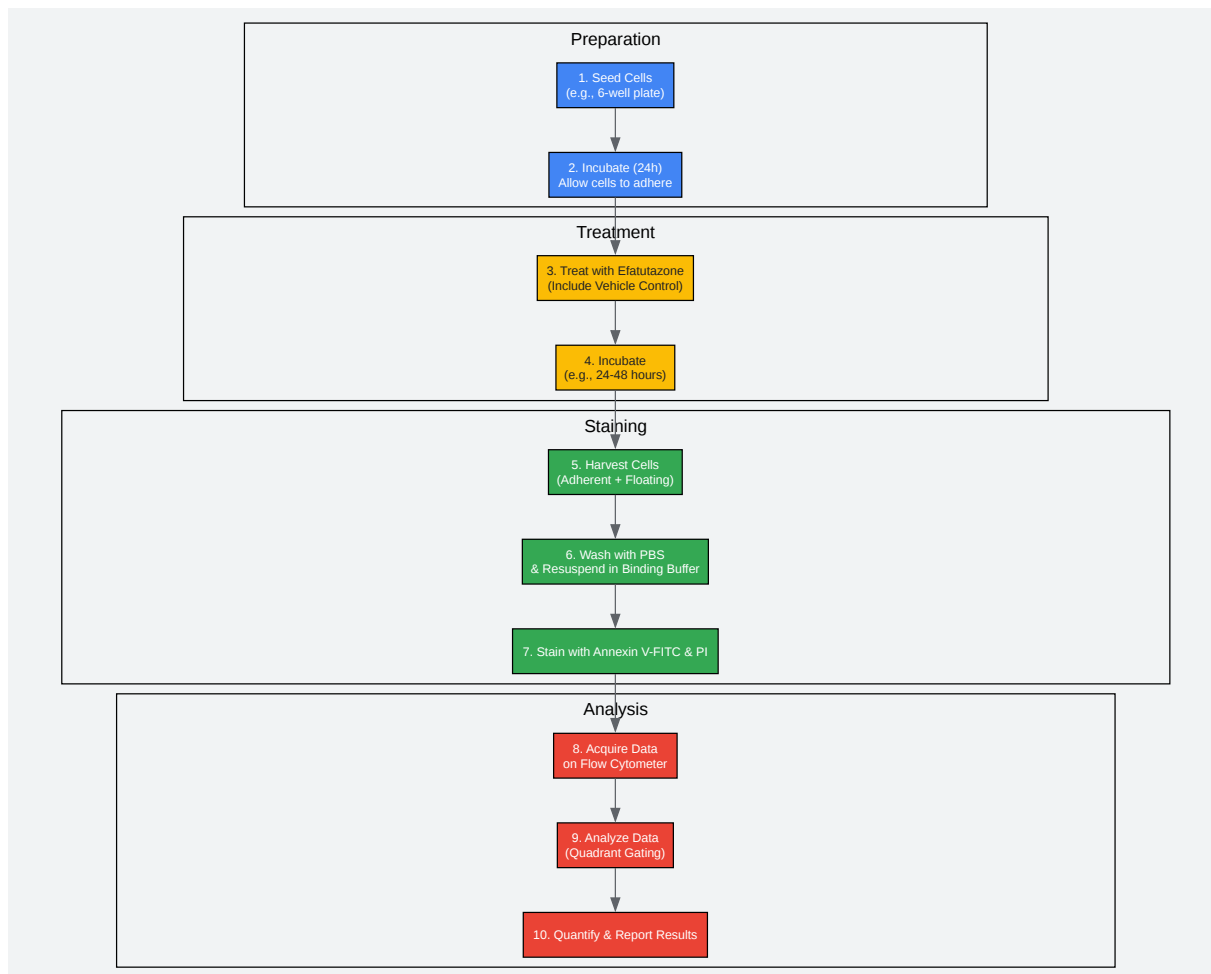 Preparation
1. Seed Cells
(e.g., 6-well plate)
2. Incubate (24h)
Allow cells to adhere
Treatment
3. Treat with Efatutazone
(Include Vehicle Control)
4. Incubate
(e.g., 24-48 hours)
Staining
5. Harvest Cells
(Adherent + Floating)
6. Wash with PBS
& Resuspend in Binding Buffer
7. Stain with Annexin V-FITC & PI
Analysis
8. Acquire Data
on Flow Cytometer
9. Analyze Data
(Quadrant Gating)
10. Quantify & Report Results